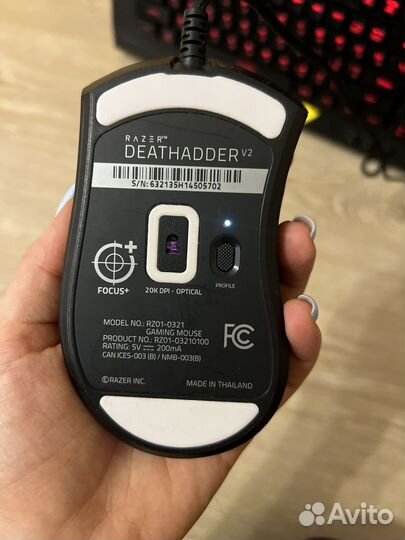 RAZER™
DEATHADDER V2
S/N: 632135H14505702
FOCUS+
20K DPI · OPTICAL
PROFILE
MODEL NO.: RZ01-0321
GAMING MOUSE
PRODUCT NO.: RZ01-03210100
RATING: 5V ⎓ 200mA
CAN ICES-003 (B) / NMB-003(B)
FC
©RAZER INC.
MADE IN THAILAND
Avito